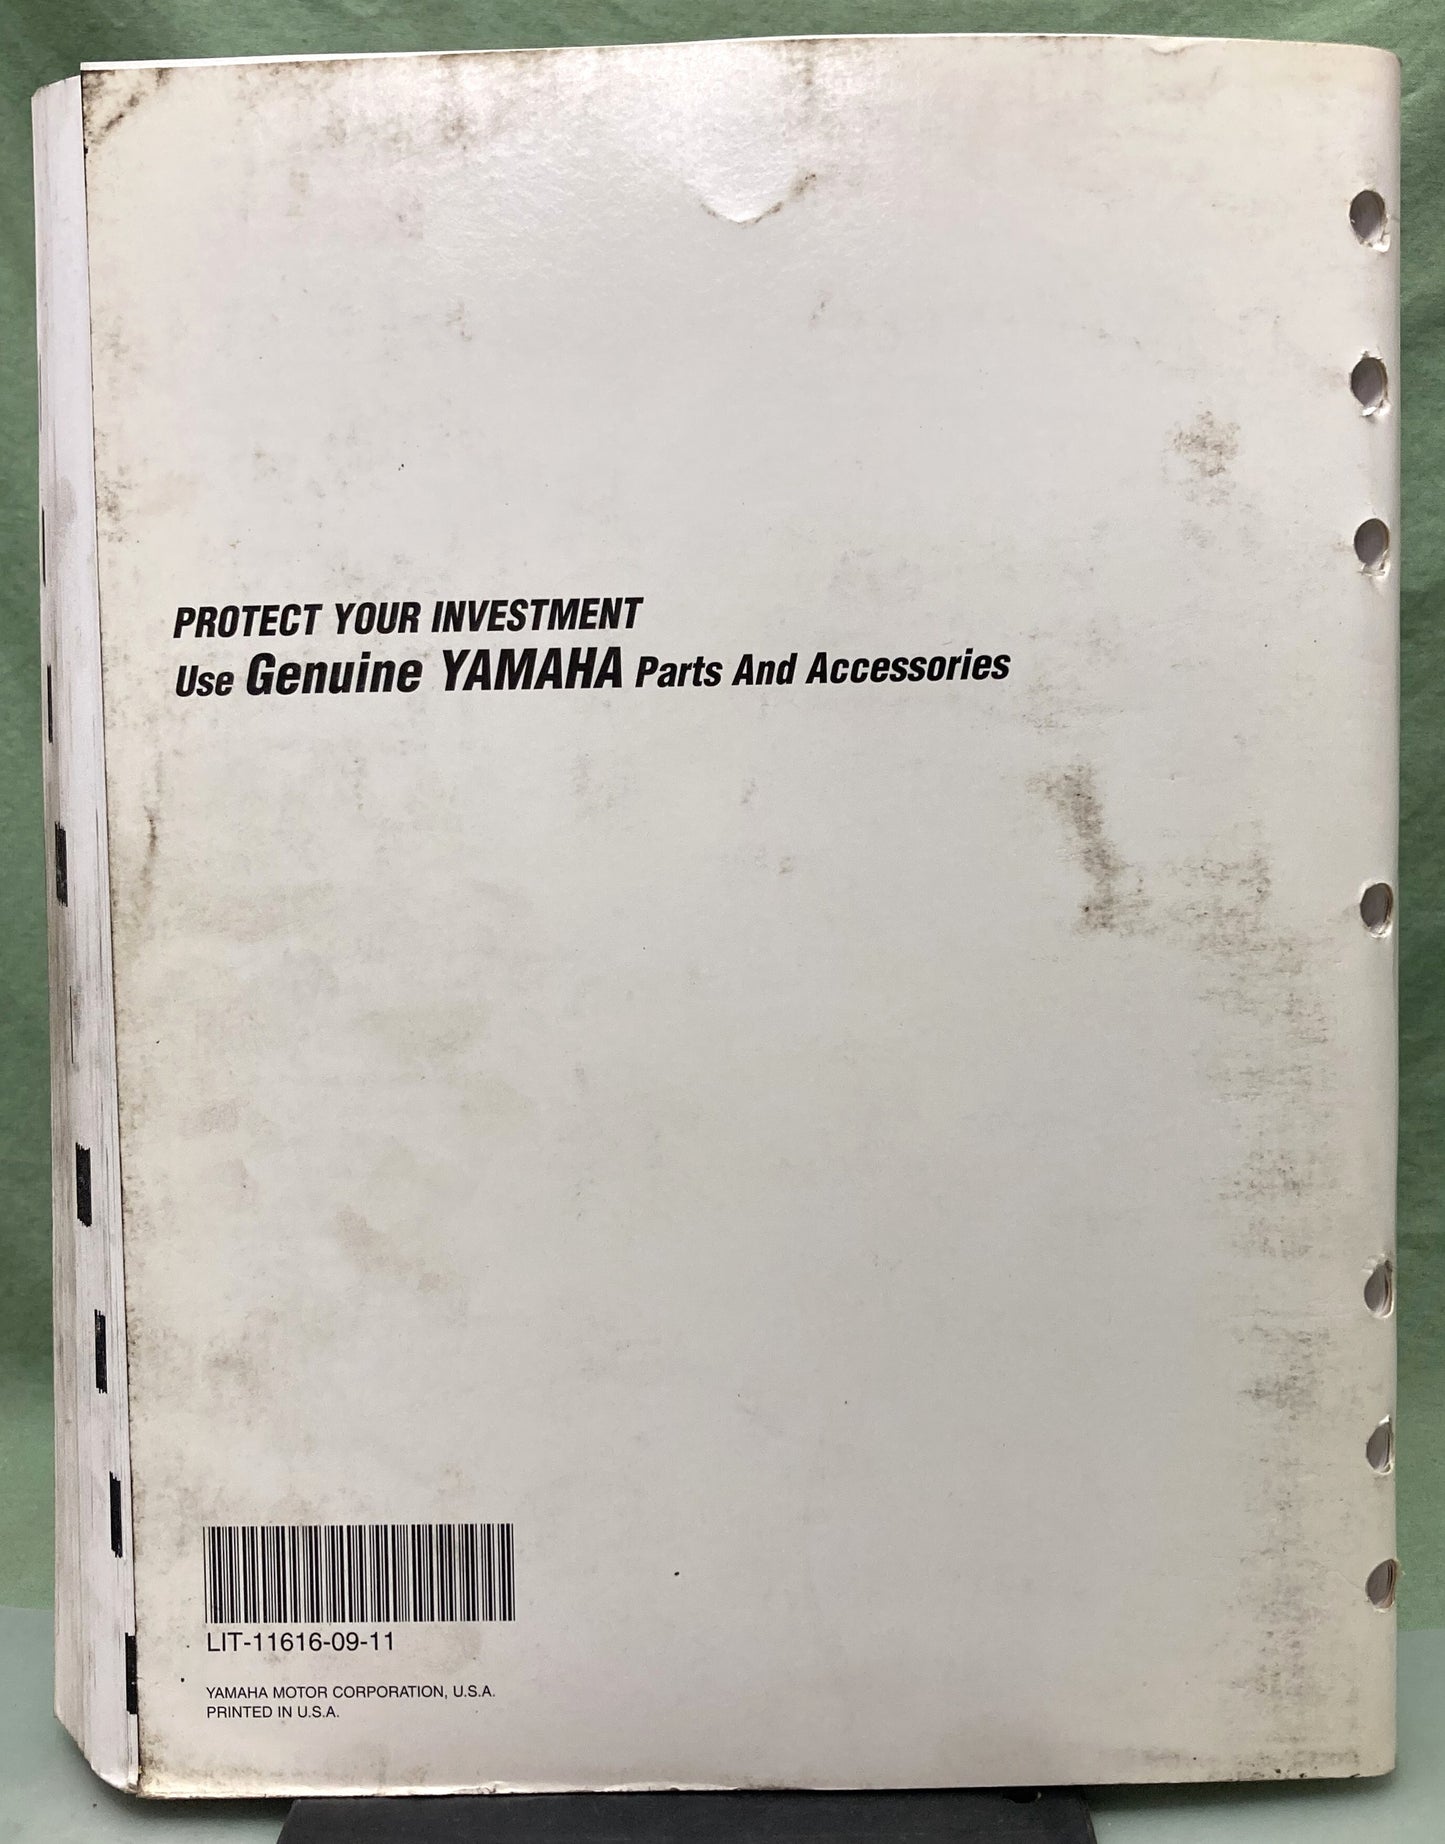 PROTECT YOUR INVESTMENT
Use Genuine YAMAHA Parts And Accessories
LIT-11616-09-11
YAMAHA MOTOR CORPORATION, U.S.A.
PRINTED IN U.S.A.